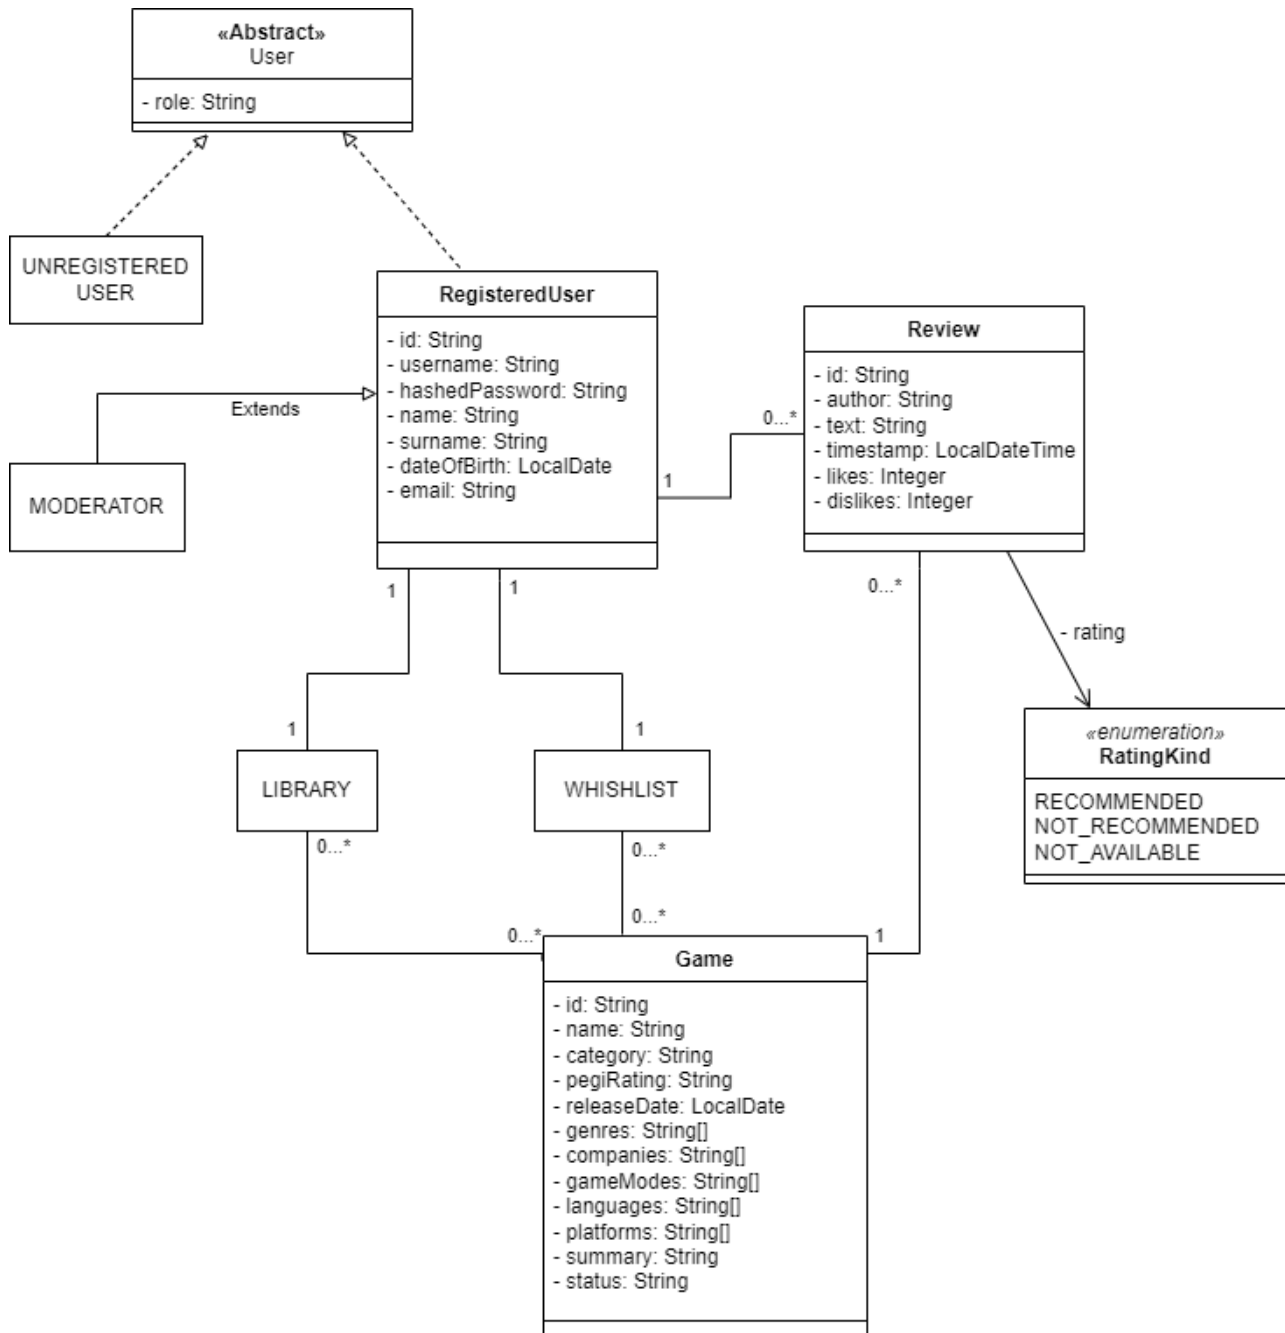 «Abstract»
User
- role: String
UNREGISTERED
USER
RegisteredUser
- id: String
- username: String
- hashedPassword: String
- name: String
- surname: String
- dateOfBirth: LocalDate
- email: String
Review
- id: String
- author: String
- text: String
- timestamp: LocalDateTime
- likes: Integer
- dislikes: Integer
Extends
MODERATOR
0...*
1
1
1
0...*
- rating
1
1
LIBRARY
WHISHLIST
«enumeration»
RatingKind
RECOMMENDED
NOT_RECOMMENDED
NOT_AVAILABLE
0...*
0...*
0...*
0...*
1
Game
- id: String
- name: String
- category: String
- pegiRating: String
- releaseDate: LocalDate
- genres: String[]
- companies: String[]
- gameModes: String[]
- languages: String[]
- platforms: String[]
- summary: String
- status: String